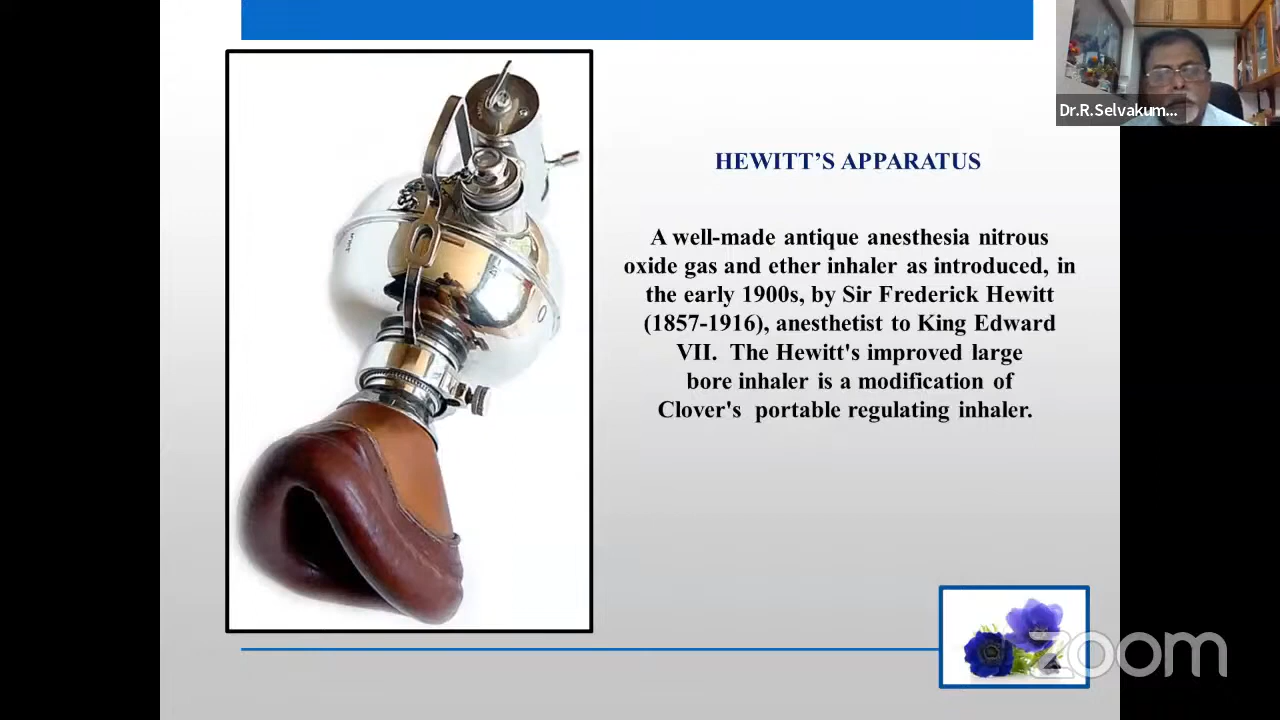 Dr.R.Selvakum...
HEWITT’S APPARATUS
A well-made antique anesthesia nitrous
oxide gas and ether inhaler as introduced, in
the early 1900s, by Sir Frederick Hewitt
(1857-1916), anesthetist to King Edward
VII. The Hewitt's improved large
bore inhaler is a modification of
Clover's portable regulating inhaler.
zoom